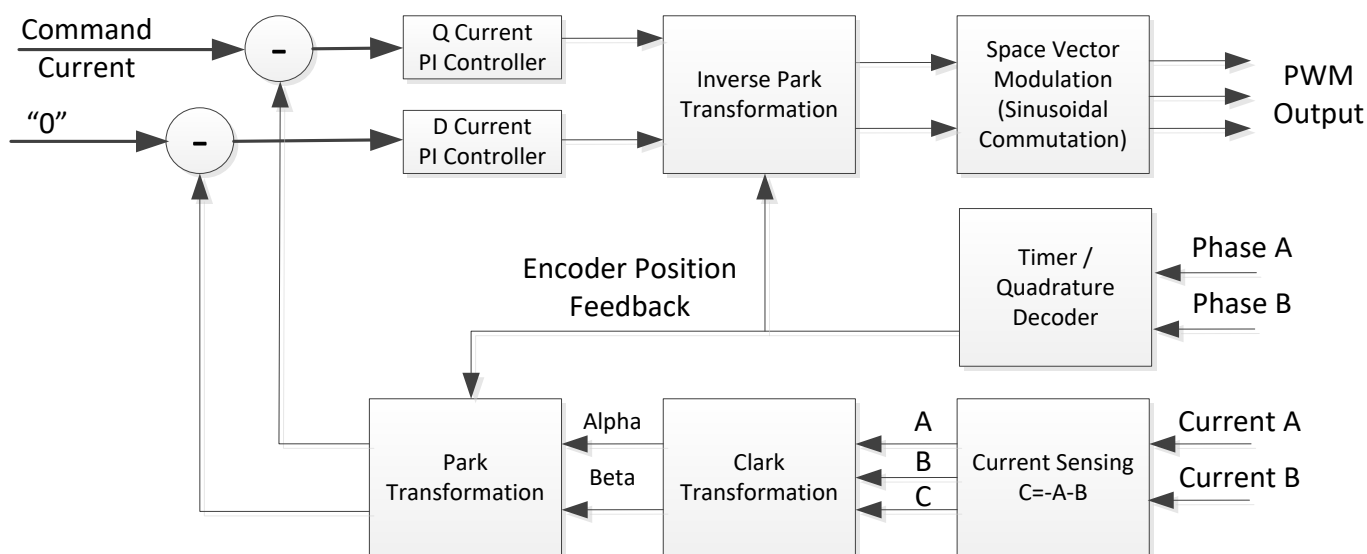 Command
Current
-
Q Current
PI Controller
Inverse Park
Transformation
Space Vector
Modulation
(Sinusoidal
Commutation)
PWM
Output
“0”
-
D Current
PI Controller
Encoder Position
Feedback
Timer /
Quadrature
Decoder
Phase A
Phase B
Park
Transformation
Alpha
Beta
Clark
Transformation
A
B
C
Current Sensing
C=-A-B
Current A
Current B